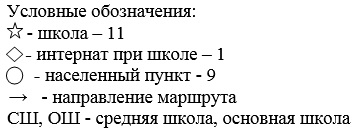 Условные обозначения:
☆ - школа – 11
◇ - интернат при школе – 1
○ - населенный пункт - 9
→ - направление маршрута
СШ, ОШ - средняя школа, основная школа